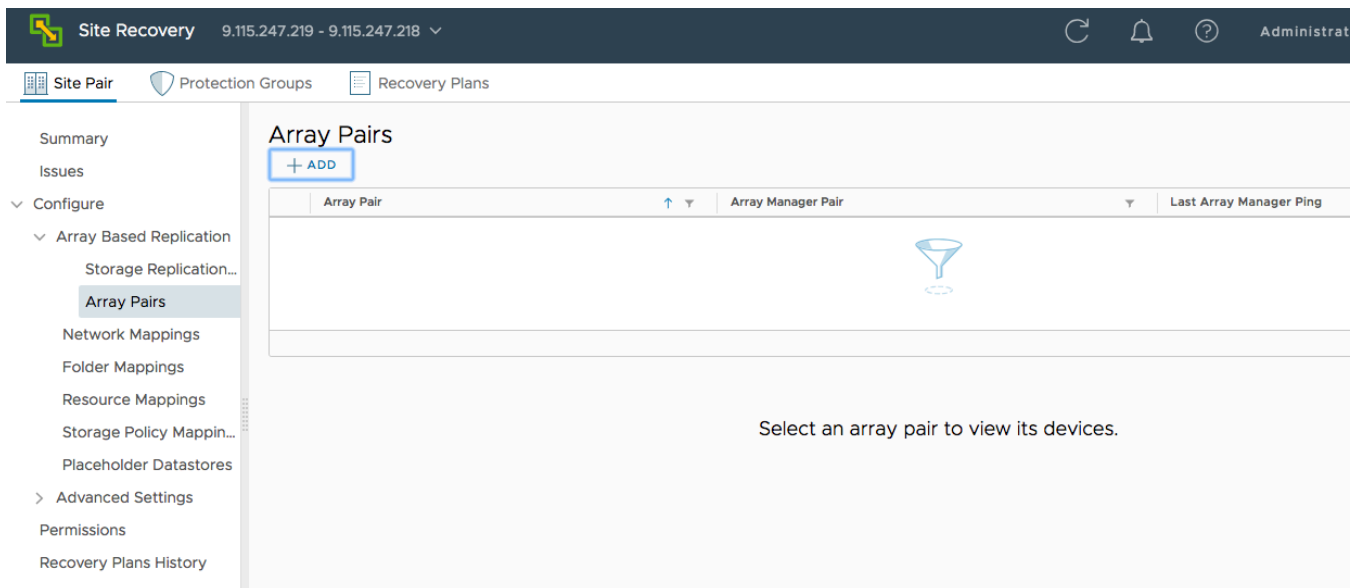 Site Recovery 9.115.247.219 - 9.115.247.218 Administrat
Site Pair Protection Groups Recovery Plans
Summary
Issues
Configure
Array Based Replication
Storage Replication...
Array Pairs
Network Mappings
Folder Mappings
Resource Mappings
Storage Policy Mappin...
Placeholder Datastores
Advanced Settings
Permissions
Recovery Plans History
Array Pairs
ADD
Array Pair Array Manager Pair Last Array Manager Ping
Select an array pair to view its devices.